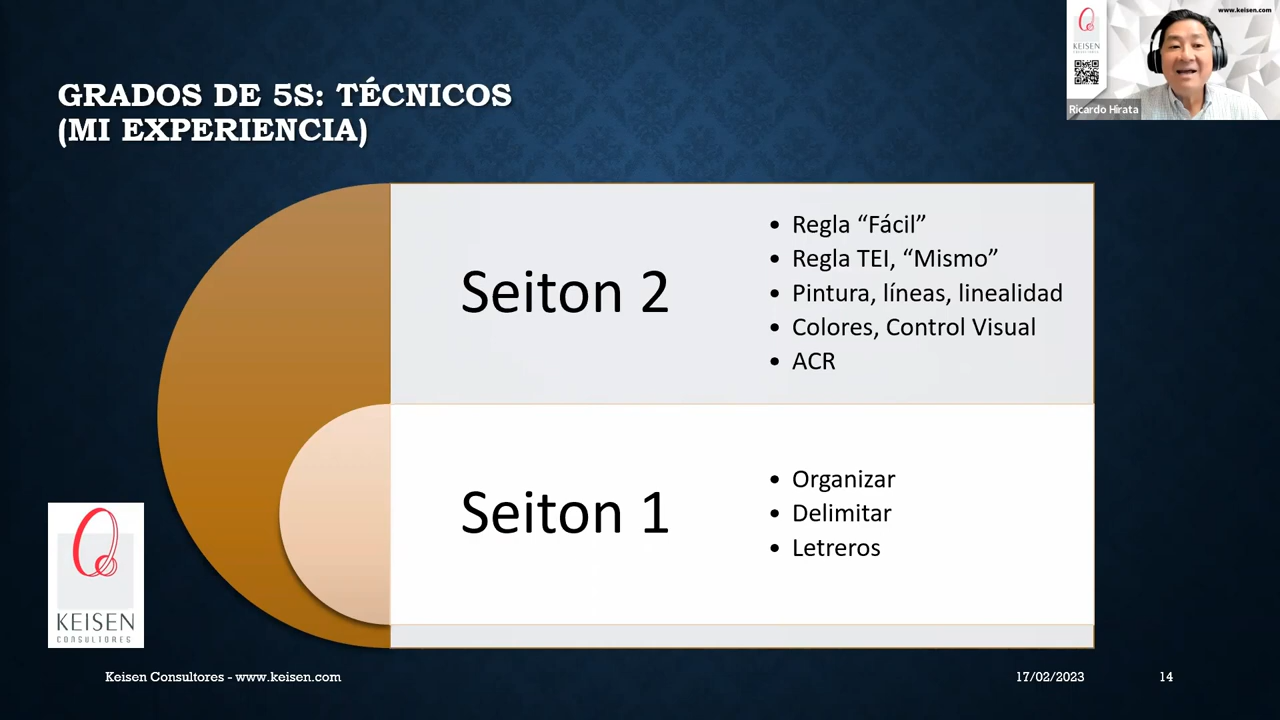 www.keisen.com
KEISEN
Ricardo Hirata
GRADOS DE 5S: TÉCNICOS
(MI EXPERIENCIA)
Seiton 2
• Regla “Fácil”
• Regla TEI, “Mismo”
• Pintura, líneas, linealidad
• Colores, Control Visual
• ACR
Seiton 1
• Organizar
• Delimitar
• Letreros
KEISEN
CONSULTORES
Keisen Consultores - www.keisen.com
17/02/2023
14